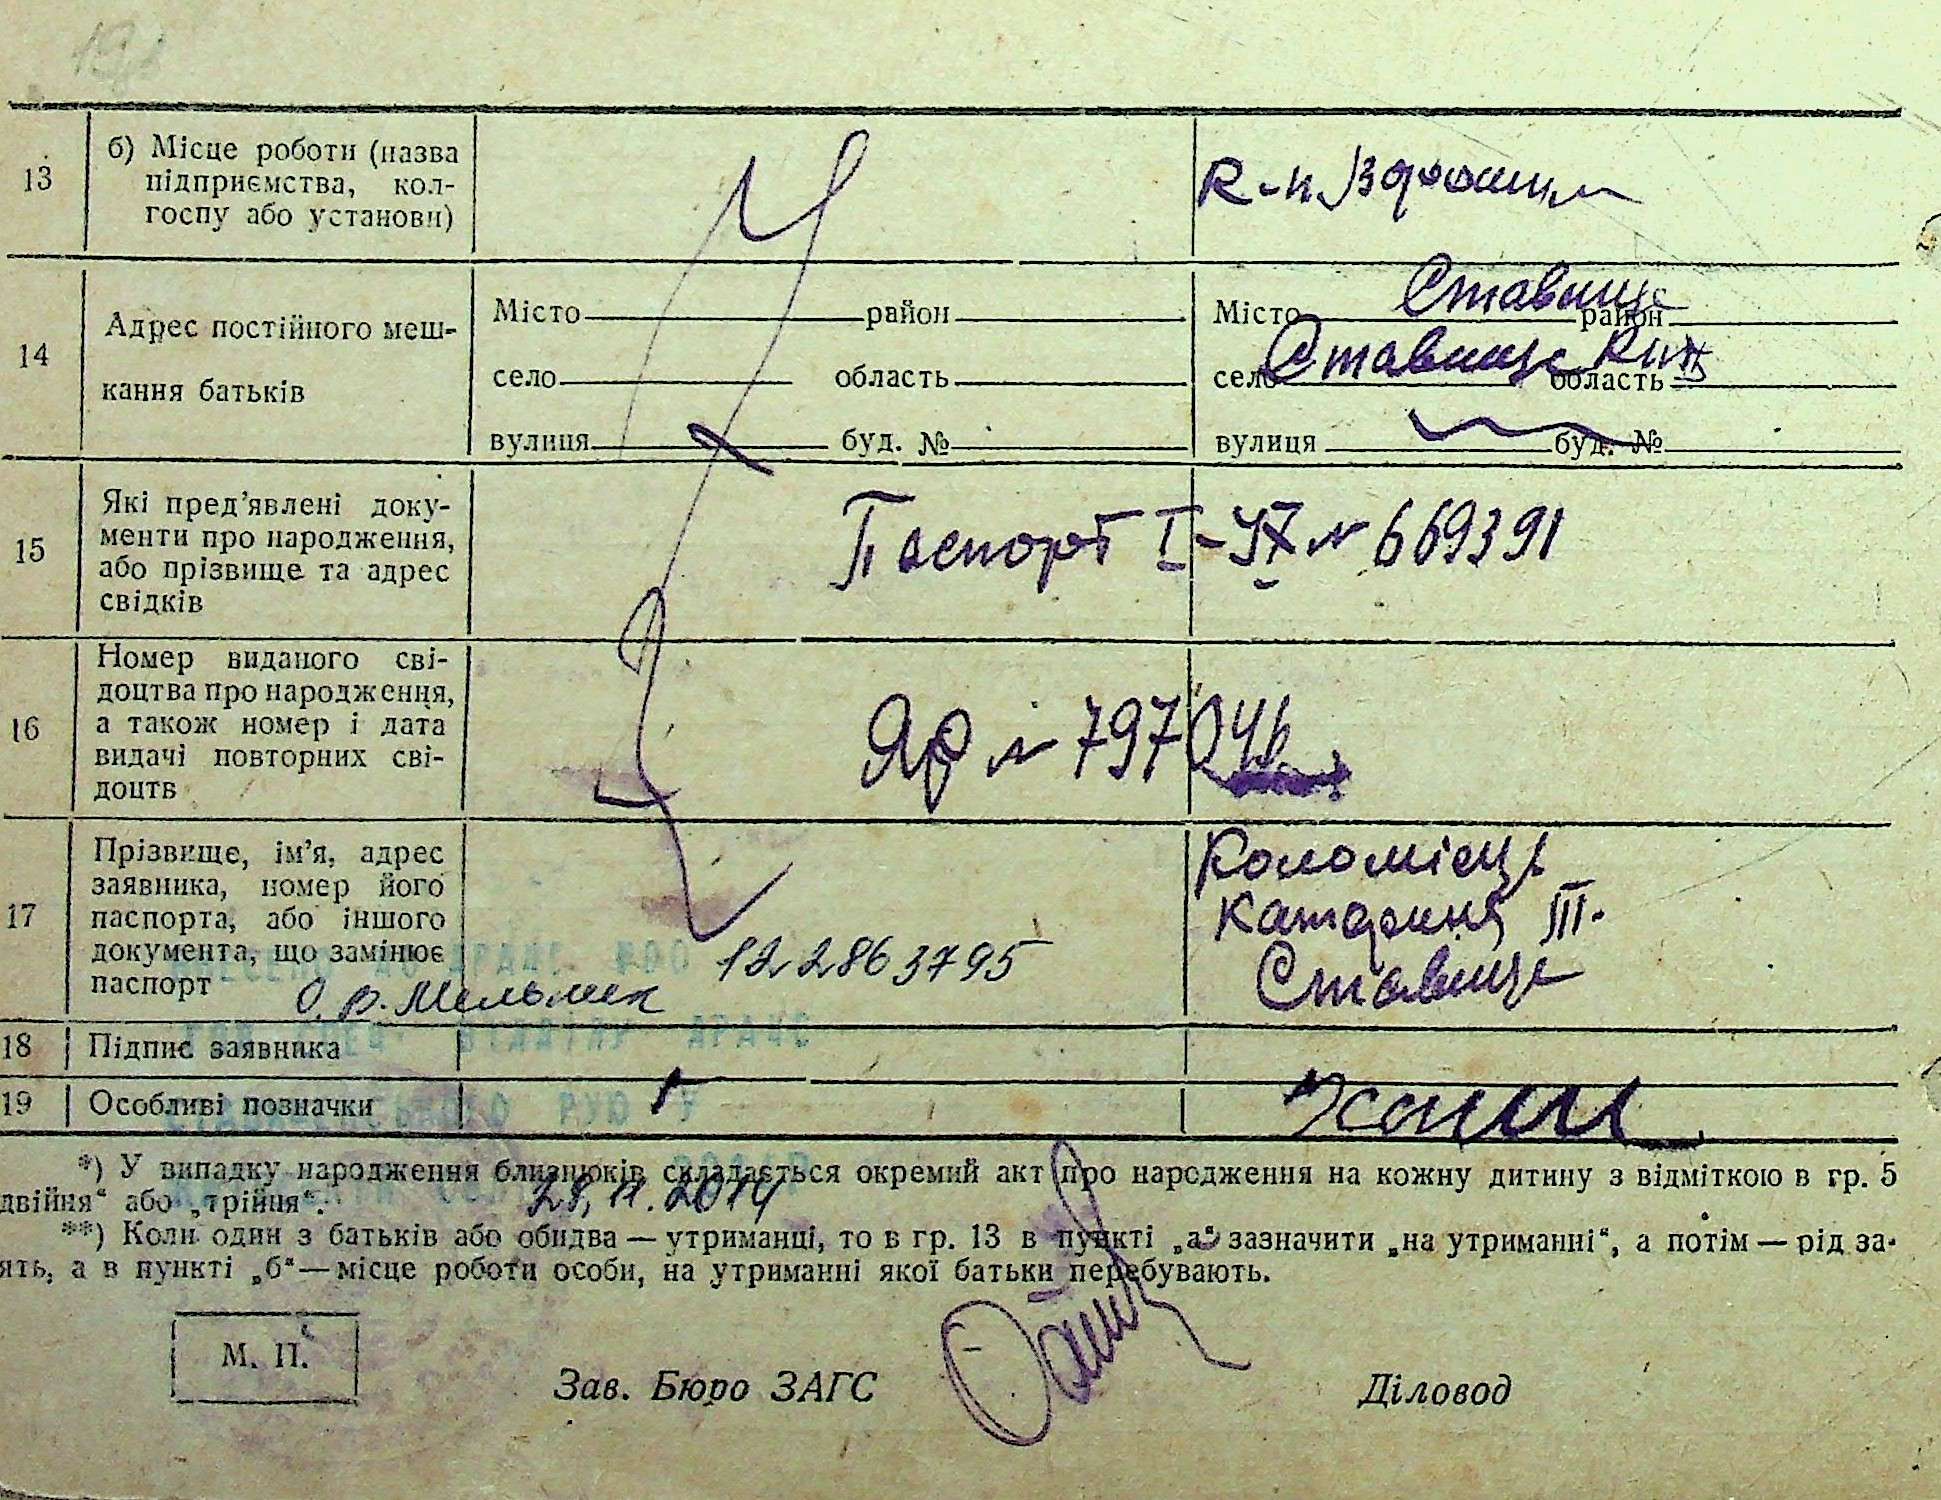 13
б) Місце роботи (назва
підприємства, кол-
госпу або установи)
к-п Ворошил
14
Адрес постійного меш-
кання батьків
Місто район
село область
вулиця буд. №
Місто Ставище район
село Ставище область Київ
вулиця буд. №
15
Які пред'явлені доку-
менти про народження,
або прізвище та адрес
свідків
Паспорт І-УХ № 669391
16
Номер виданого сві-
доцтва про народження,
а також номер і дата
видачі повторних сві-
доцтв
№ 797046
17
Прізвище, ім'я, адрес
заявника, номер його
паспорта, або іншого
документа, що замінює
паспорт
О.Р. Мельник
122863795
Коломієць
Катерина Ш.
Ставище
18 Підпис заявника
ВІДДІЛУ ДРАЦС
19 Особливі позначки
РУЮ У
*) У випадку народження близнюків складається окремий акт про народження на кожну дитину з відміткою в гр. 5
двійня“ або „трійня“.
28.11.2014
**) Коли один з батьків або обидва — утриманці, то в гр. 13 в пункті „а“ зазначити „на утриманні“, а потім — рід за-
ять, а в пункті „б“ — місце роботи особи, на утриманні якої батьки перебувають.
М. П.
Зав. Бюро ЗАГС
Діловод